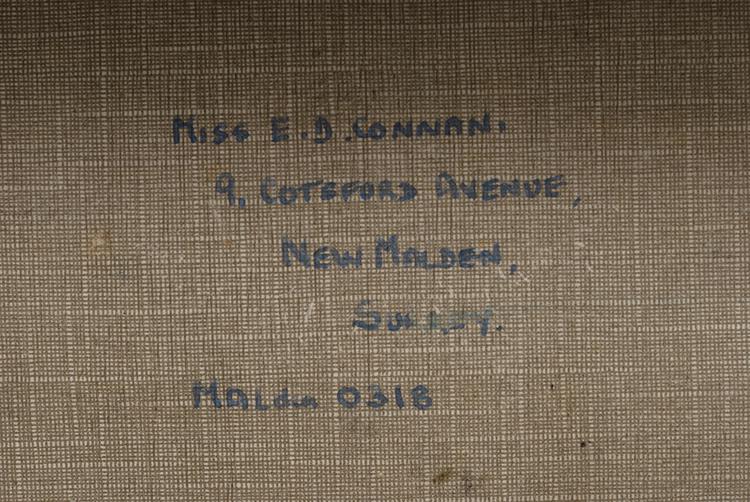 Miss E. D. CONNAN.
9, COTSFORD AVENUE,
NEW MALDEN,
SURREY.
MALDEN 0318